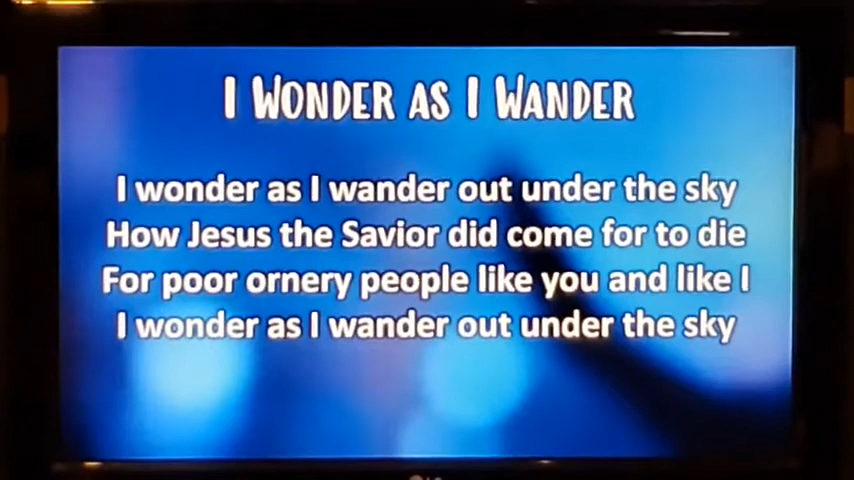 I WONDER AS I WANDER
I wonder as I wander out under the sky
How Jesus the Savior did come for to die
For poor ornery people like you and like I
I wonder as I wander out under the sky